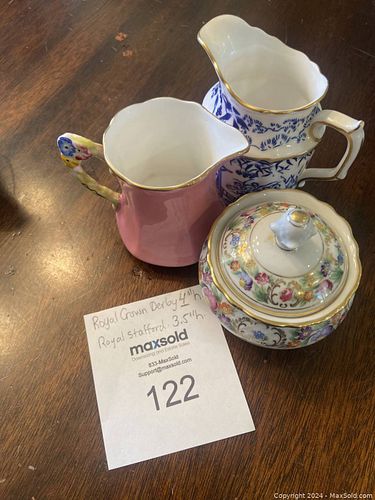 Royal Crown Derby 4"h
Royal Stafford 3.5"h.
maxsold
Downsizing and Estate Sales
833-MaxSold
Support@maxsold.com
122
Copyright 2024 - MaxSold.com